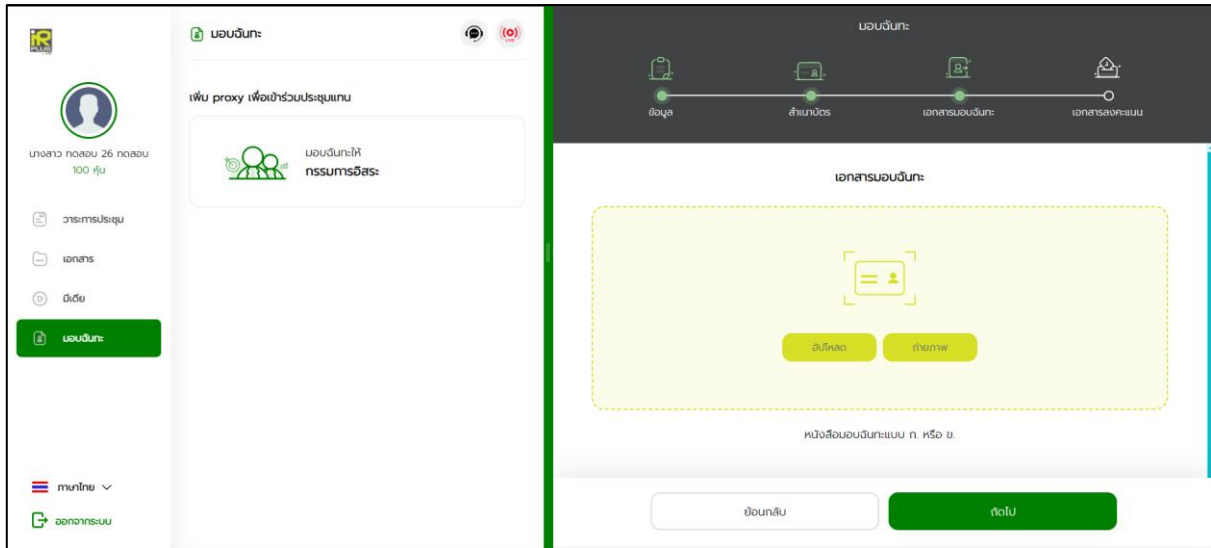 iR
PLUS
นางสาว ทดสอบ 26 ทดสอบ
100 หุ้น
วาระการประชุม
เอกสาร
มีเดีย
มอบฉันทะ
ภาษาไทย
ออกจากระบบ
มอบฉันทะ
LIVE
เพิ่ม proxy เพื่อเข้าร่วมประชุมแทน
มอบฉันทะให้
กรรมการอิสระ
มอบฉันทะ
ข้อมูล
สำเนาบัตร
เอกสารมอบฉันทะ
เอกสารลงคะแนน
เอกสารมอบฉันทะ
อัปโหลด
ถ่ายภาพ
หนังสือมอบฉันทะแบบ ก. หรือ ข.
ย้อนกลับ
ถัดไป